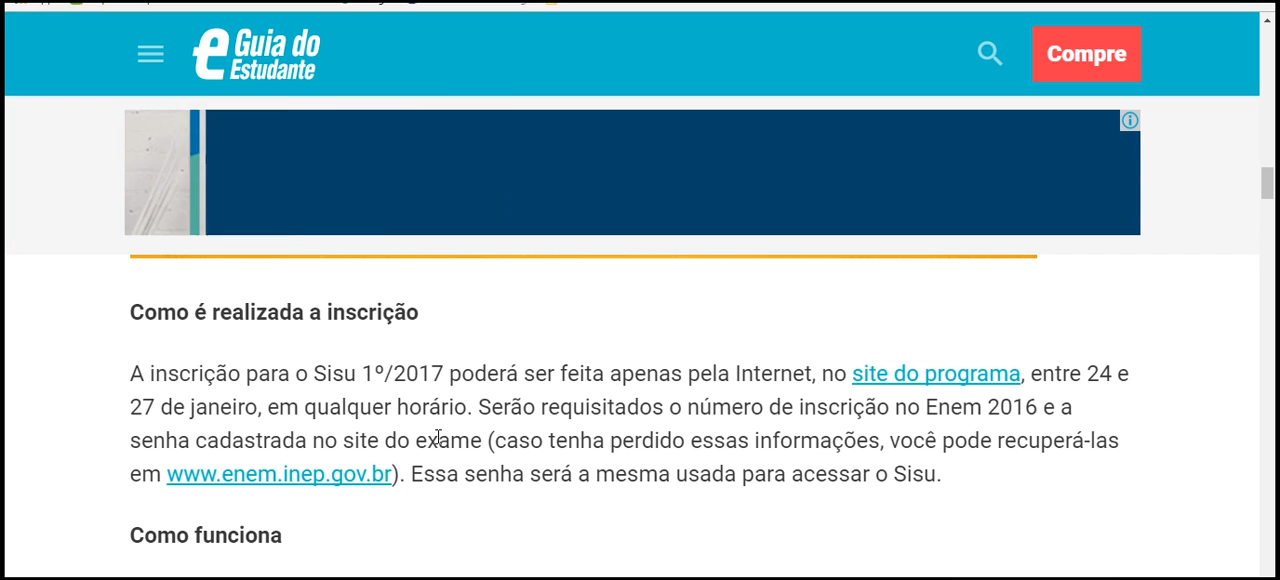 Guia do
Estudante
Compre
Como é realizada a inscrição
A inscrição para o Sisu 1º/2017 poderá ser feita apenas pela Internet, no site do programa, entre 24 e
27 de janeiro, em qualquer horário. Serão requisitados o número de inscrição no Enem 2016 e a
senha cadastrada no site do exame (caso tenha perdido essas informações, você pode recuperá-las
em www.enem.inep.gov.br). Essa senha será a mesma usada para acessar o Sisu.
Como funciona